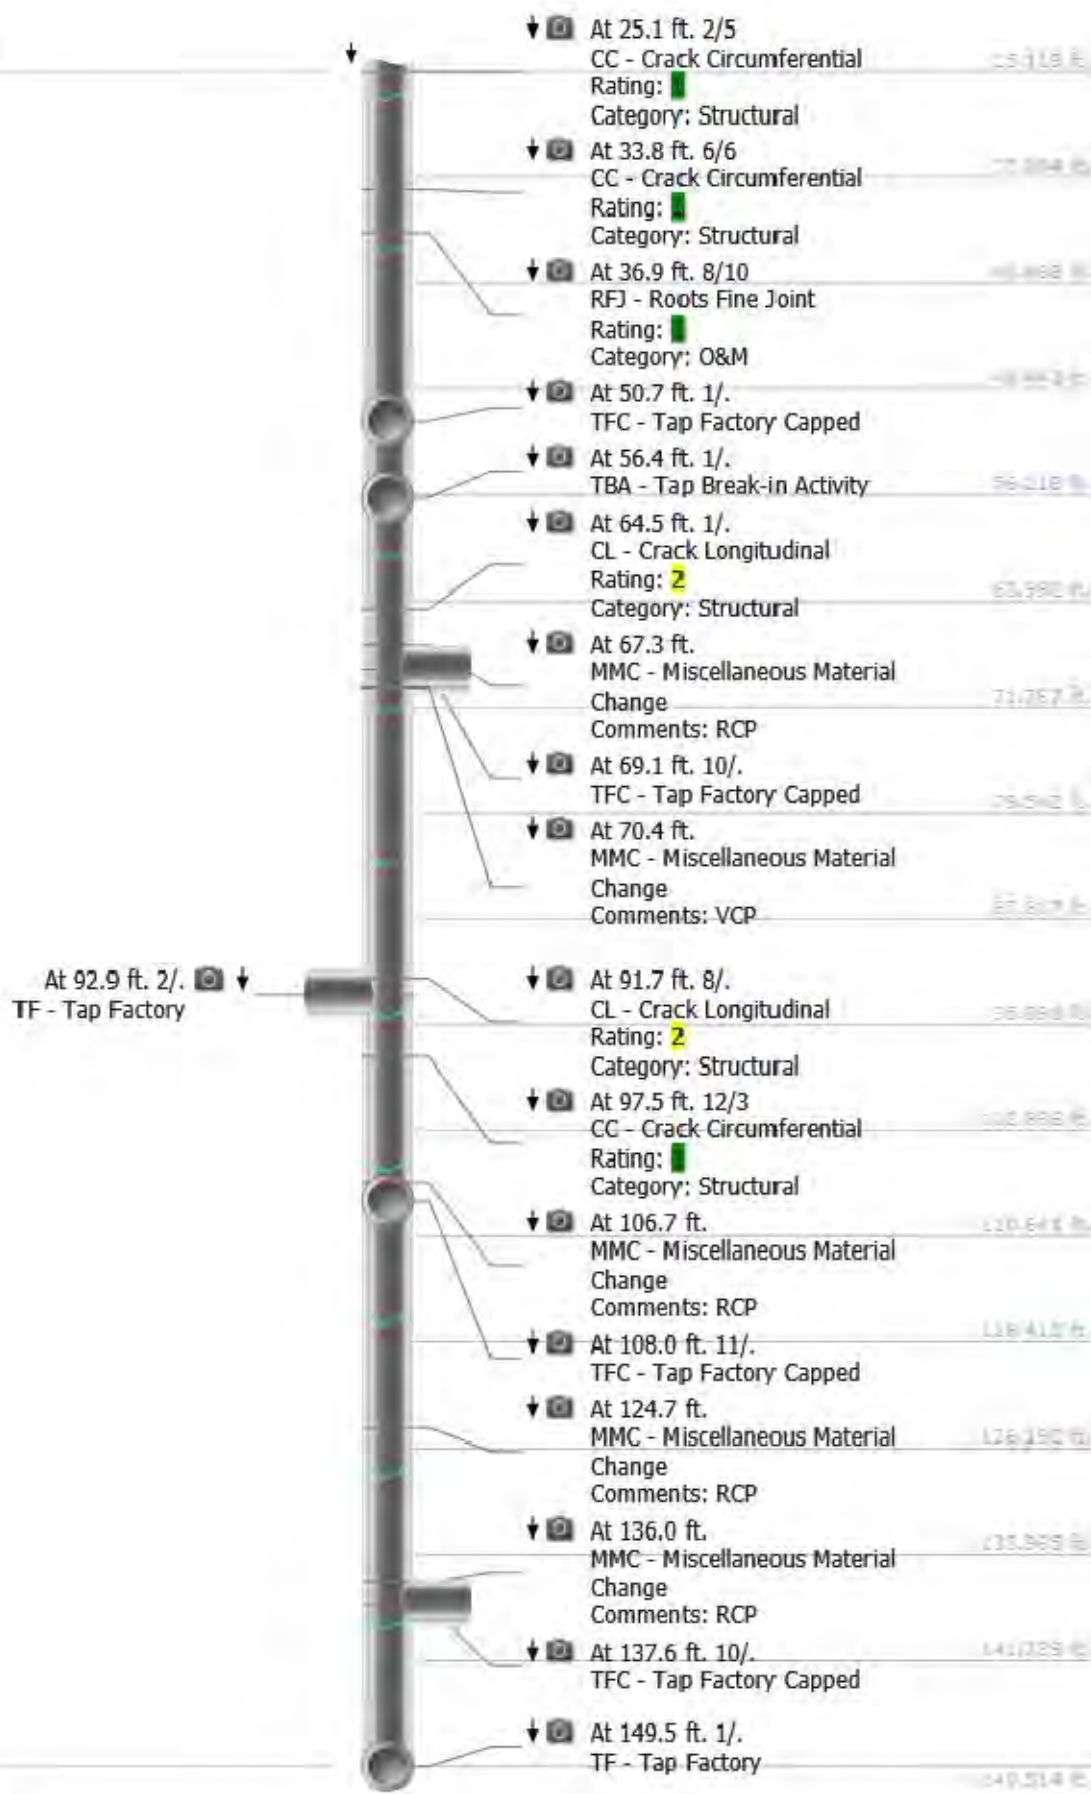 At 25.1 ft. 2/5
CC - Crack Circumferential
Rating: 1
Category: Structural
At 33.8 ft. 6/6
CC - Crack Circumferential
Rating: 1
Category: Structural
At 36.9 ft. 8/10
RFJ - Roots Fine Joint
Rating: 1
Category: O&M
At 50.7 ft. 1/.
TFC - Tap Factory Capped
At 56.4 ft. 1/.
TBA - Tap Break-in Activity
At 64.5 ft. 1/.
CL - Crack Longitudinal
Rating: 2
Category: Structural
At 67.3 ft.
MMC - Miscellaneous Material
Change
Comments: RCP
At 69.1 ft. 10/.
TFC - Tap Factory Capped
At 70.4 ft.
MMC - Miscellaneous Material
Change
Comments: VCP
At 92.9 ft. 2/.
TF - Tap Factory
At 91.7 ft. 8/.
CL - Crack Longitudinal
Rating: 2
Category: Structural
At 97.5 ft. 12/3
CC - Crack Circumferential
Rating: 1
Category: Structural
At 106.7 ft.
MMC - Miscellaneous Material
Change
Comments: RCP
At 108.0 ft. 11/.
TFC - Tap Factory Capped
At 124.7 ft.
MMC - Miscellaneous Material
Change
Comments: RCP
At 136.0 ft.
MMC - Miscellaneous Material
Change
Comments: RCP
At 137.6 ft. 10/.
TFC - Tap Factory Capped
At 149.5 ft. 1/.
TF - Tap Factory